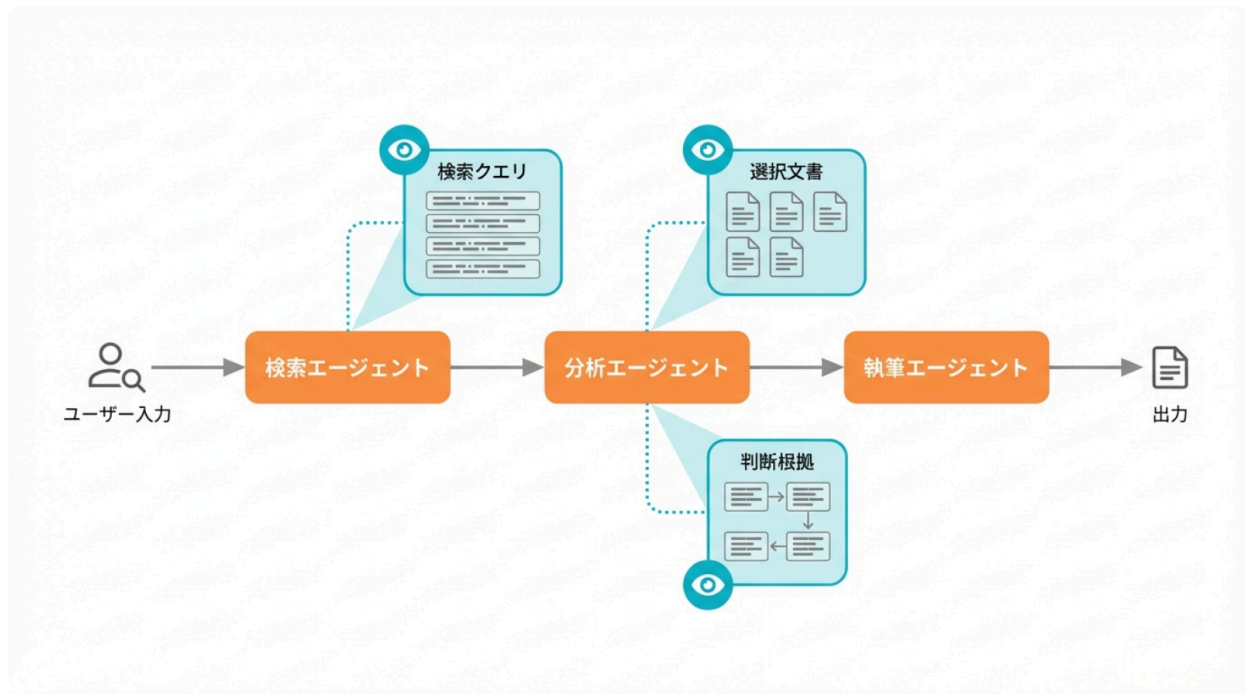 検索クエリ
選択文書
検索エージェント
分析エージェント
執筆エージェント
ユーザー入力
出力
判断根拠